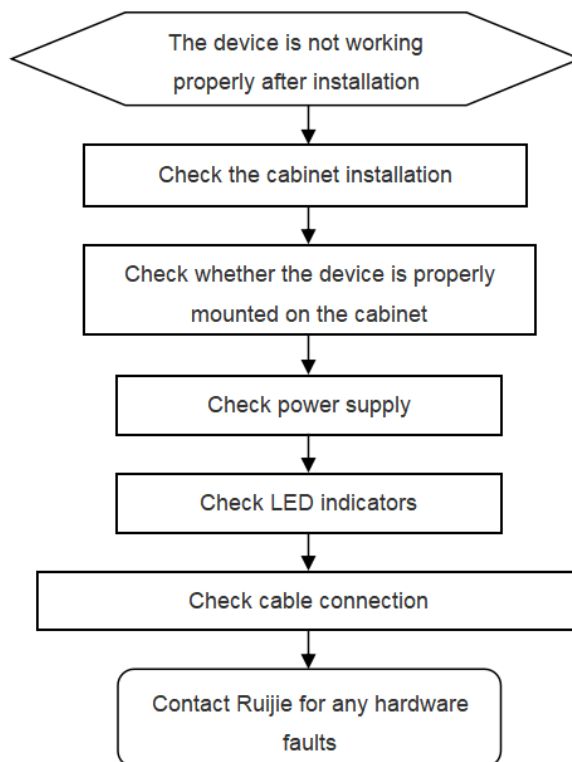 The device is not working
properly after installation
Check the cabinet installation
Check whether the device is properly
mounted on the cabinet
Check power supply
Check LED indicators
Check cable connection
Contact Ruijie for any hardware
faults